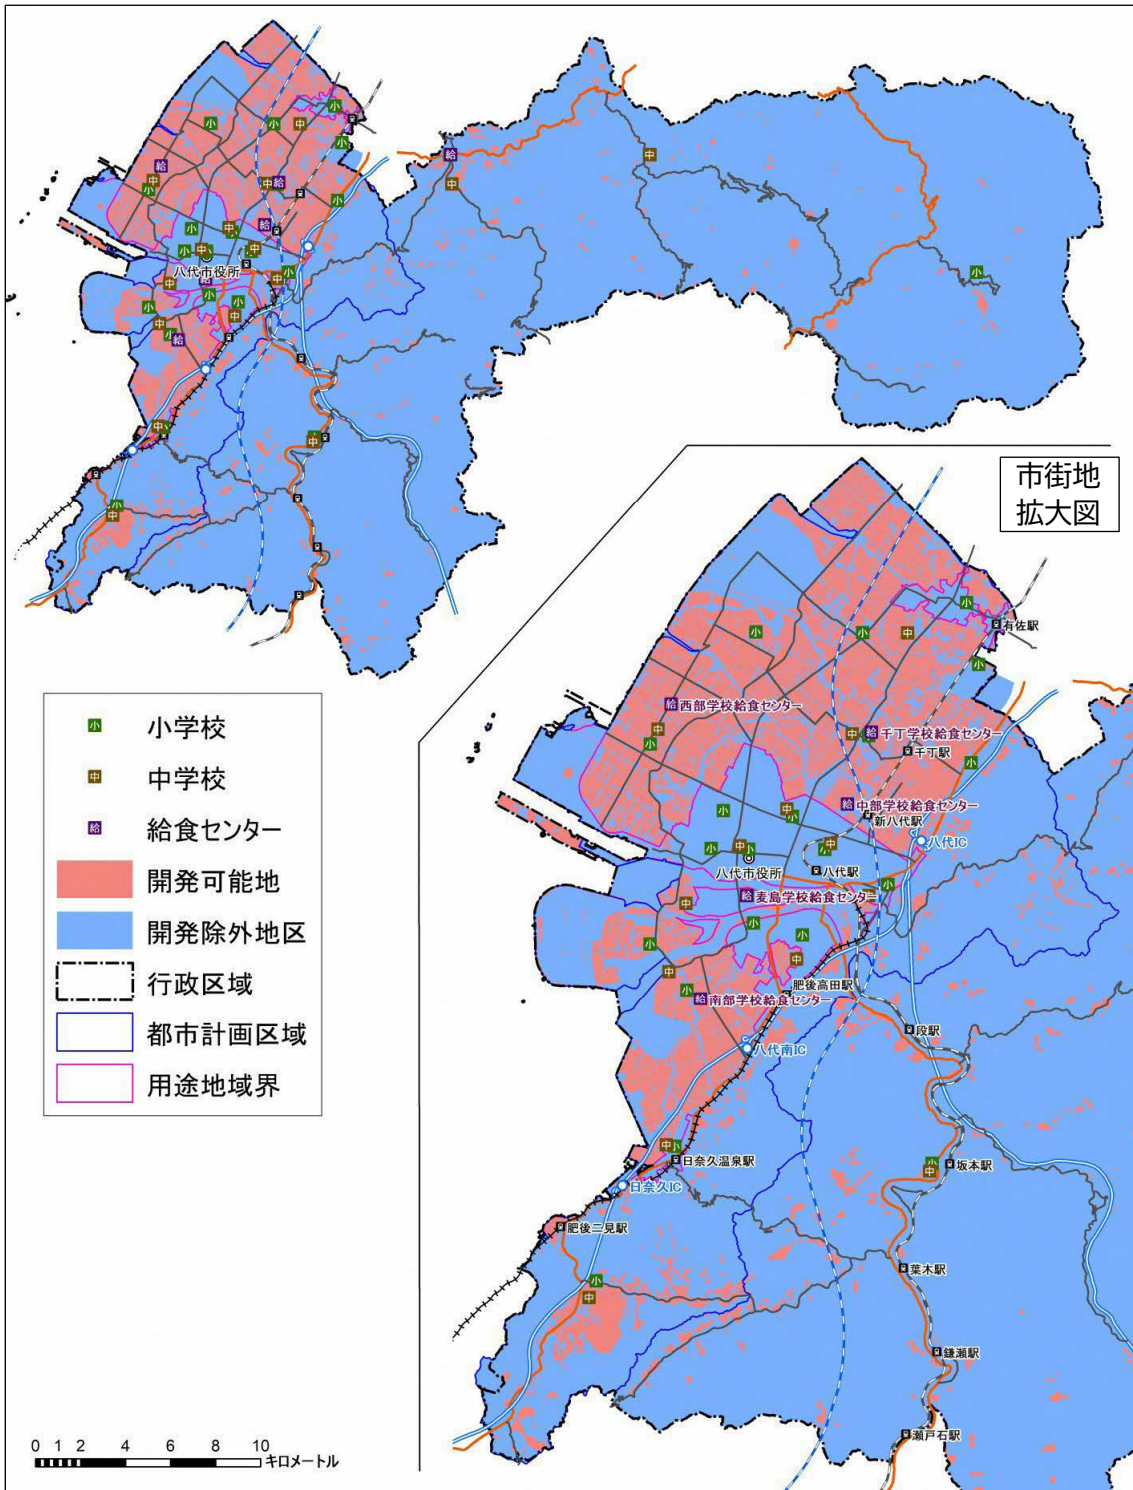 八代市役所
市街地
拡大図
有佐駅
西部学校給食センター
千丁学校給食センター
千丁駅
中部学校給食センター
新八代駅
八代IC
八代市役所
八代駅
麦島学校給食センター
肥後高田駅
南部学校給食センター
段駅
八代南IC
日奈久温泉駅
坂本駅
日奈久IC
肥後二見駅
葉木駅
鎌瀬駅
瀬戸石駅
小 小学校
中 中学校
給 給食センター
開発可能地
開発除外地区
行政区域
都市計画区域
用途地域界
0 1 2 4 6 8 10
キロメートル